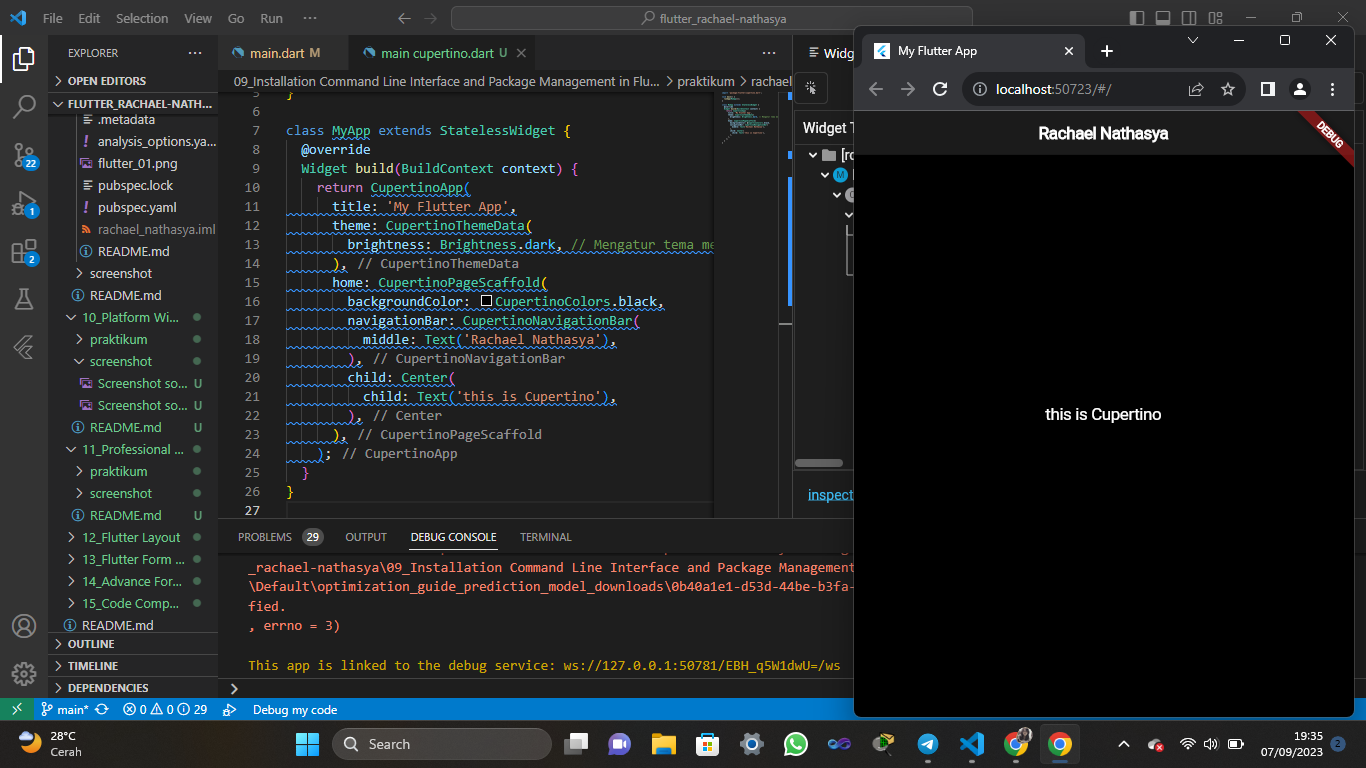 File Edit Selection View Go Run ···
flutter_rachael-nathasya
EXPLORER
OPEN EDITORS
FLUTTER_RACHAEL-NATH...
.metadata
analysis_options.ya...
flutter_01.png
pubspec.lock
pubspec.yaml
rachael_nathasya.iml
README.md
screenshot
README.md
10_Platform Wi...
praktikum
screenshot
Screenshot so... U
Screenshot so... U
README.md U
11_Professional ...
praktikum
screenshot
README.md U
12_Flutter Layout
13_Flutter Form ...
14_Advance For...
15_Code Comp...
README.md
OUTLINE
TIMELINE
DEPENDENCIES
22
1
2
main.dart M
main cupertino.dart U
09_Installation Command Line Interface and Package Management in Flu... > praktikum > rachael
5 }
6
7 class MyApp extends StatelessWidget {
8 @override
9 Widget build(BuildContext context) {
10 return CupertinoApp(
11 title: 'My Flutter App',
12 theme: CupertinoThemeData(
13 brightness: Brightness.dark, // Mengatur tema me
14 ), // CupertinoThemeData
15 home: CupertinoPageScaffold(
16 backgroundColor: CupertinoColors.black,
17 navigationBar: CupertinoNavigationBar(
18 middle: Text('Rachael Nathasya'),
19 ), // CupertinoNavigationBar
20 child: Center(
21 child: Text('this is Cupertino'),
22 ), // Center
23 ), // CupertinoPageScaffold
24 ); // CupertinoApp
25 }
26 }
27
Widg
Widget T
[ro
M
inspect
PROBLEMS 29 OUTPUT DEBUG CONSOLE TERMINAL
_rachael-nathasya\09_Installation Command Line Interface and Package Management
\Default\optimization_guide_prediction_model_downloads\0b40a1e1-d53d-44be-b3fa-
fied.
, errno = 3)
This app is linked to the debug service: ws://127.0.0.1:50781/EBH_q5W1dwU=/ws
main* 0 0 29 Debug my code
My Flutter App
localhost:50723/#/
Rachael Nathasya
DEBUG
this is Cupertino
28°C
Cerah
Search
19:35
07/09/2023
2